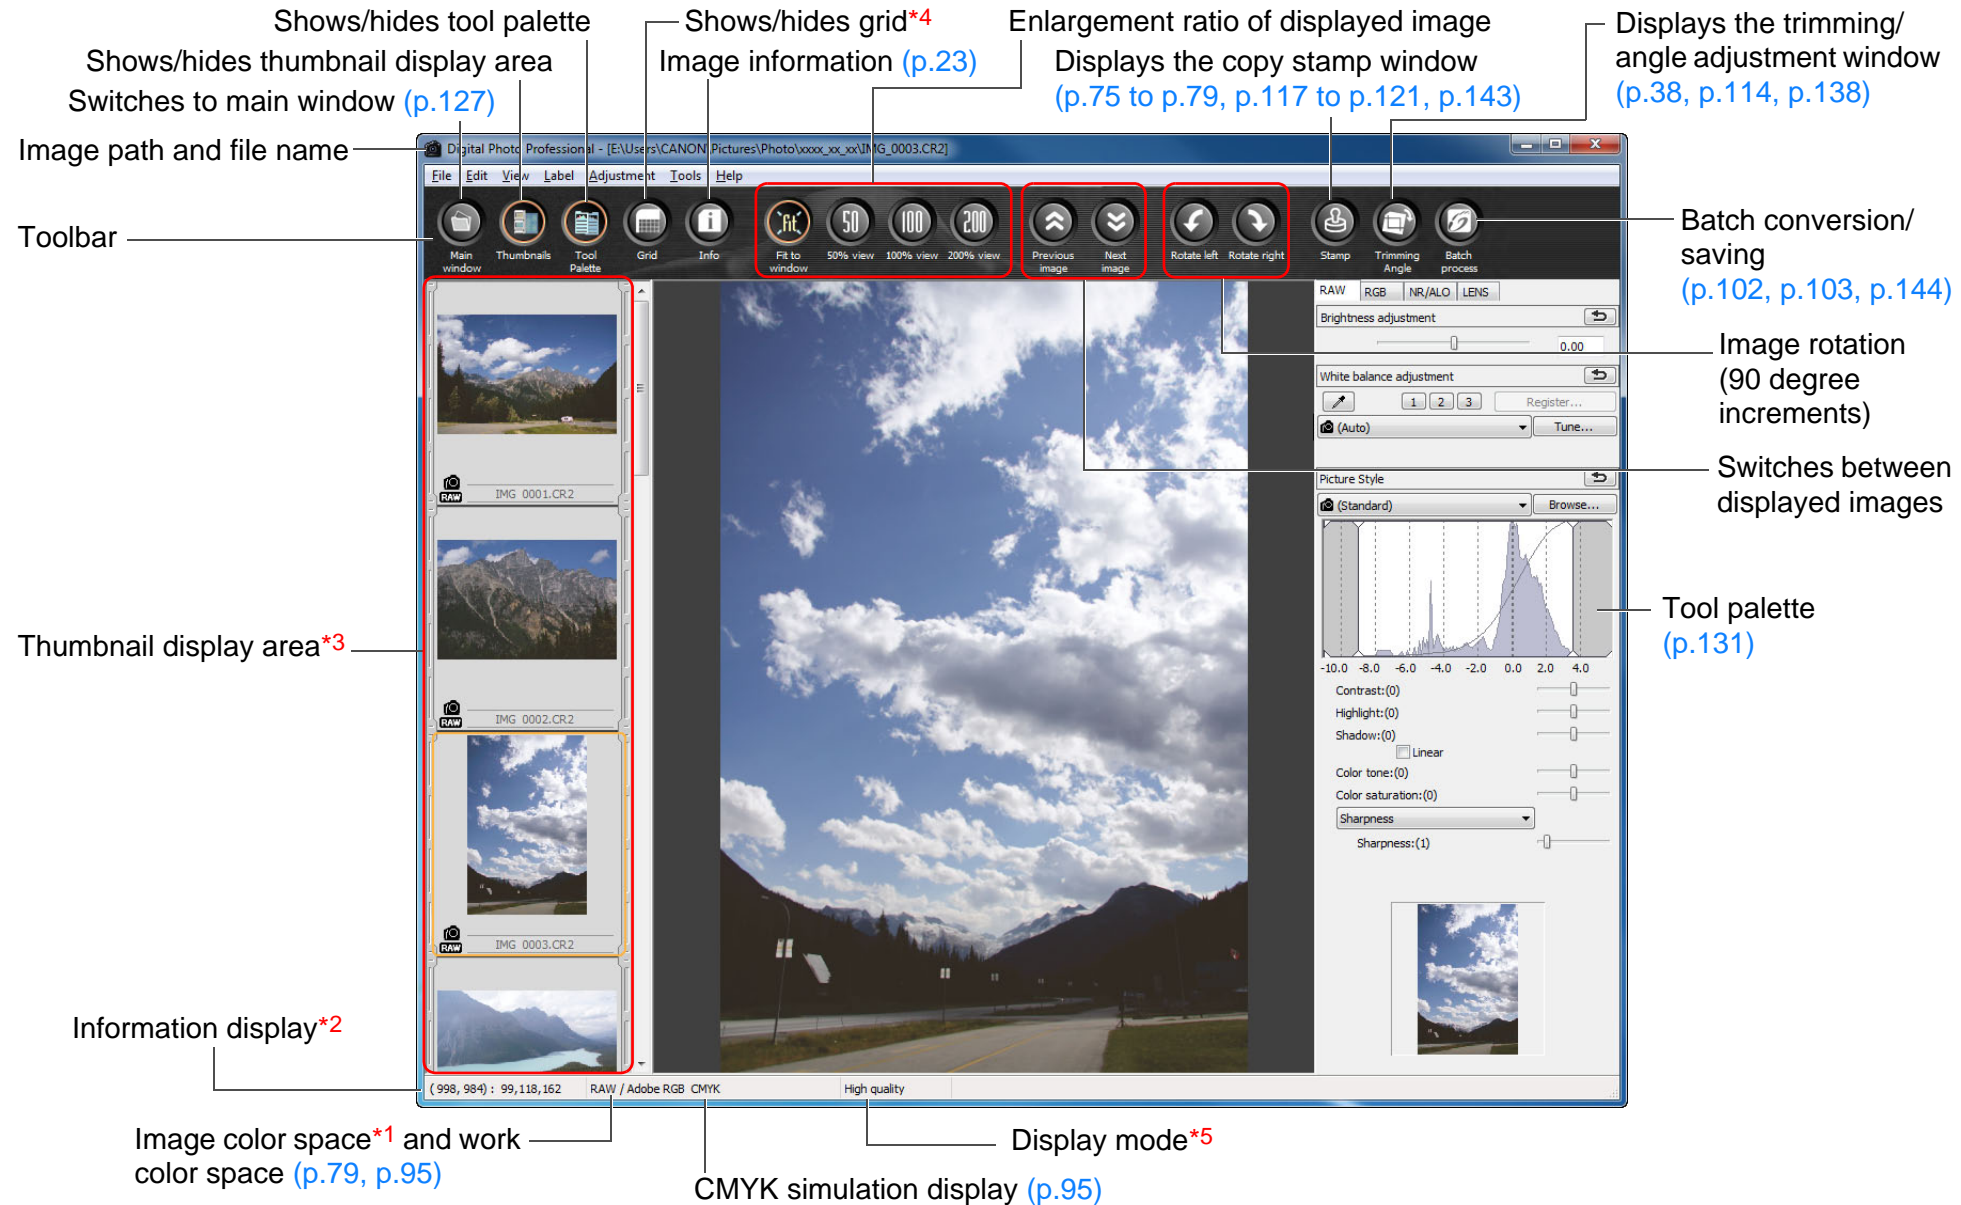 Shows/hides tool palette
Shows/hides grid*4
Enlargement ratio of displayed image
Displays the trimming/
angle adjustment window
(p.38, p.114, p.138)
Shows/hides thumbnail display area
Image information (p.23)
Displays the copy stamp window
(p.75 to p.79, p.117 to p.121, p.143)
Switches to main window (p.127)
Image path and file name
Digital Photo Professional - [E:\Users\CANON\Pictures\Photo\xxxx_xx_xx\IMG_0003.CR2]
File Edit View Label Adjustment Tools Help
Toolbar
fit 50 100 200
Main
window
Thumbnails
Tool
Palette
Grid
Info
Fit to
window
50% view
100% view
200% view
Previous
image
Next
image
Rotate left
Rotate right
Stamp
Trimming
Angle
Batch
process
Batch conversion/
saving
(p.102, p.103, p.144)
RAW RGB NR/ALO LENS
Brightness adjustment
0.00
Image rotation
(90 degree
increments)
White balance adjustment
1 2 3 Register...
(Auto) Tune...
Switches between
displayed images
Picture Style
(Standard) Browse...
-10.0 -8.0 -6.0 -4.0 -2.0 0.0 2.0 4.0
Tool palette
(p.131)
Contrast:(0)
Highlight:(0)
Shadow:(0)
Linear
Color tone:(0)
Color saturation:(0)
Sharpness
Sharpness:(1)
RAW IMG_0001.CR2
Thumbnail display area*3
RAW IMG_0002.CR2
RAW IMG_0003.CR2
Information display*2
(998, 984) : 99,118,162 RAW / Adobe RGB CMYK High quality
Image color space*1 and work
color space (p.79, p.95)
Display mode*5
CMYK simulation display (p.95)